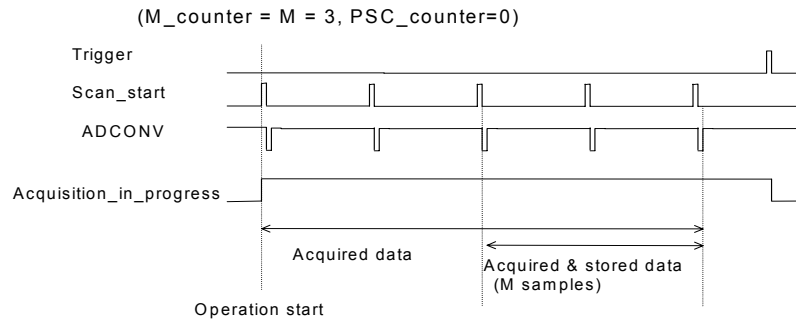 (M_counter = M = 3, PSC_counter=0)
Trigger
Scan_start
ADCONV
Acquisition_in_progress
Acquired data
Acquired & stored data
(M samples)
Operation start